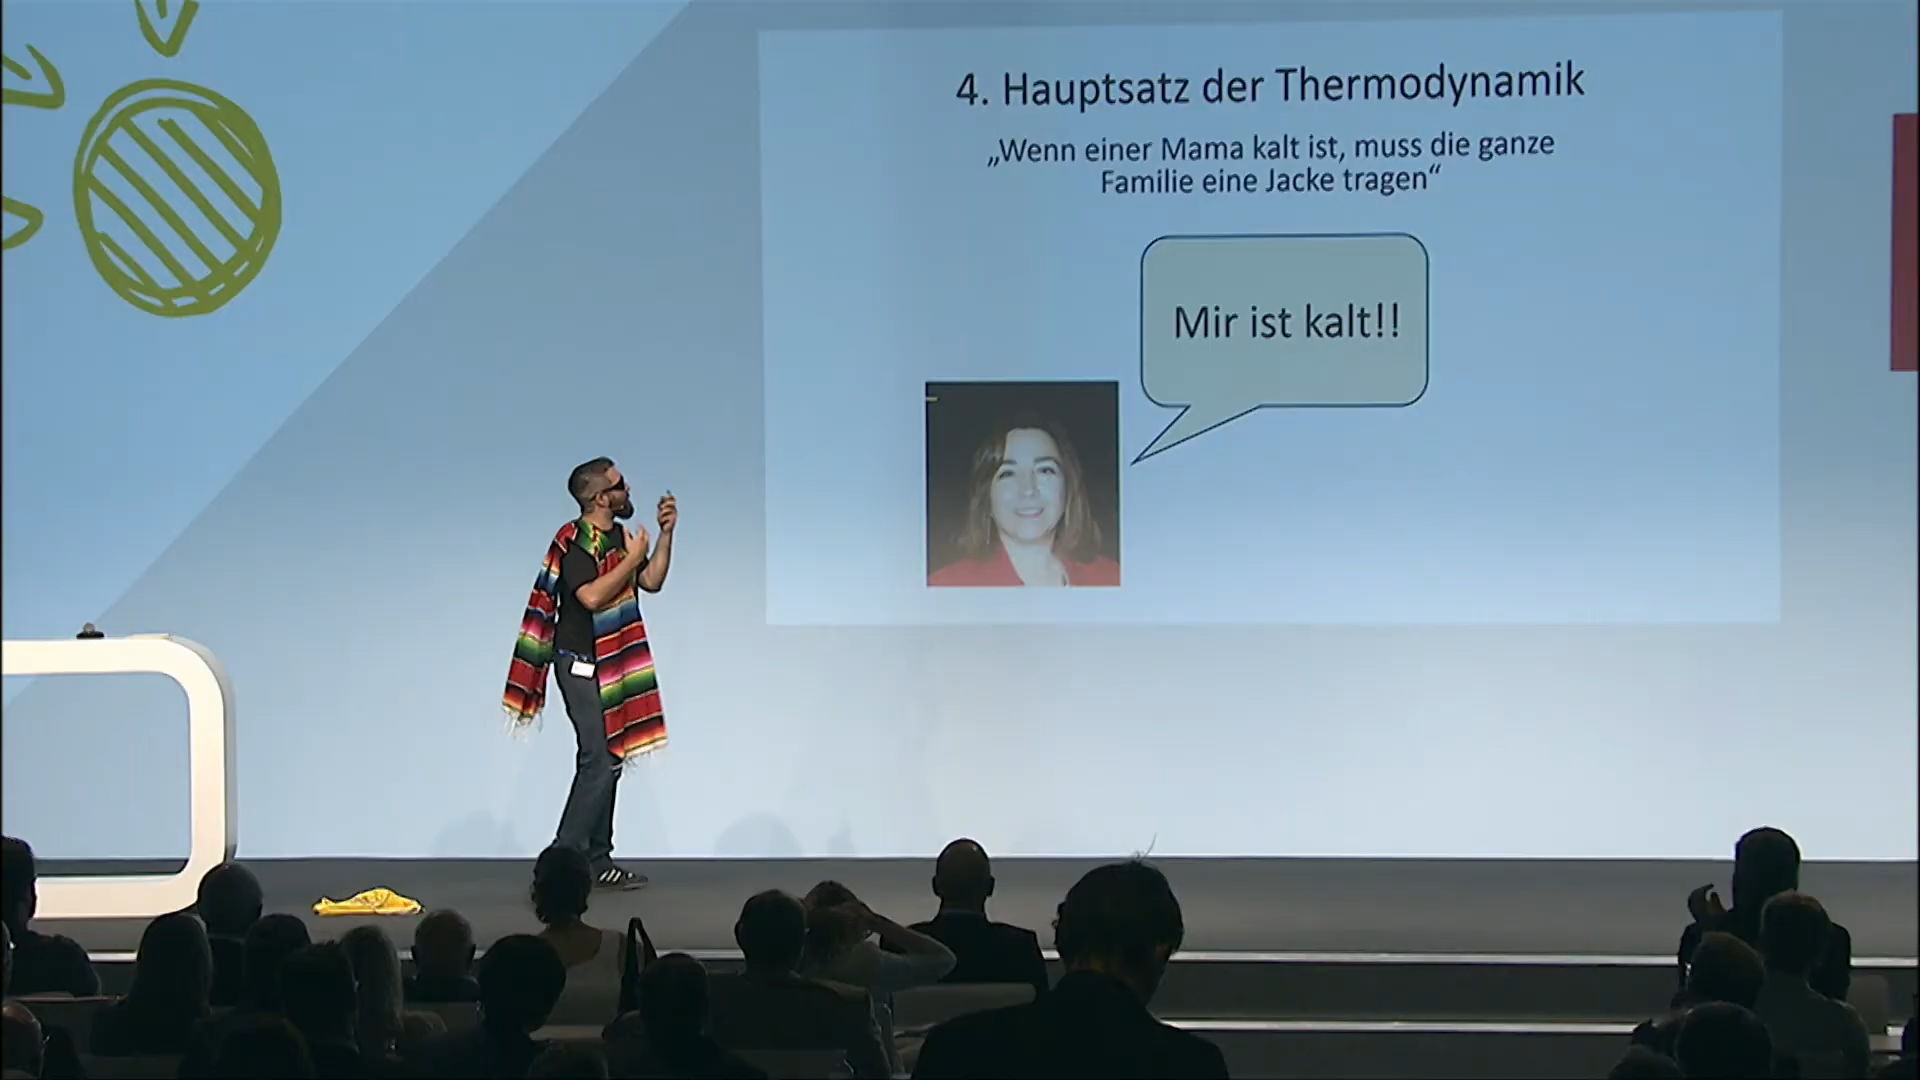 4. Hauptsatz der Thermodynamik
„Wenn einer Mama kalt ist, muss die ganze
Familie eine Jacke tragen“
Mir ist kalt!!